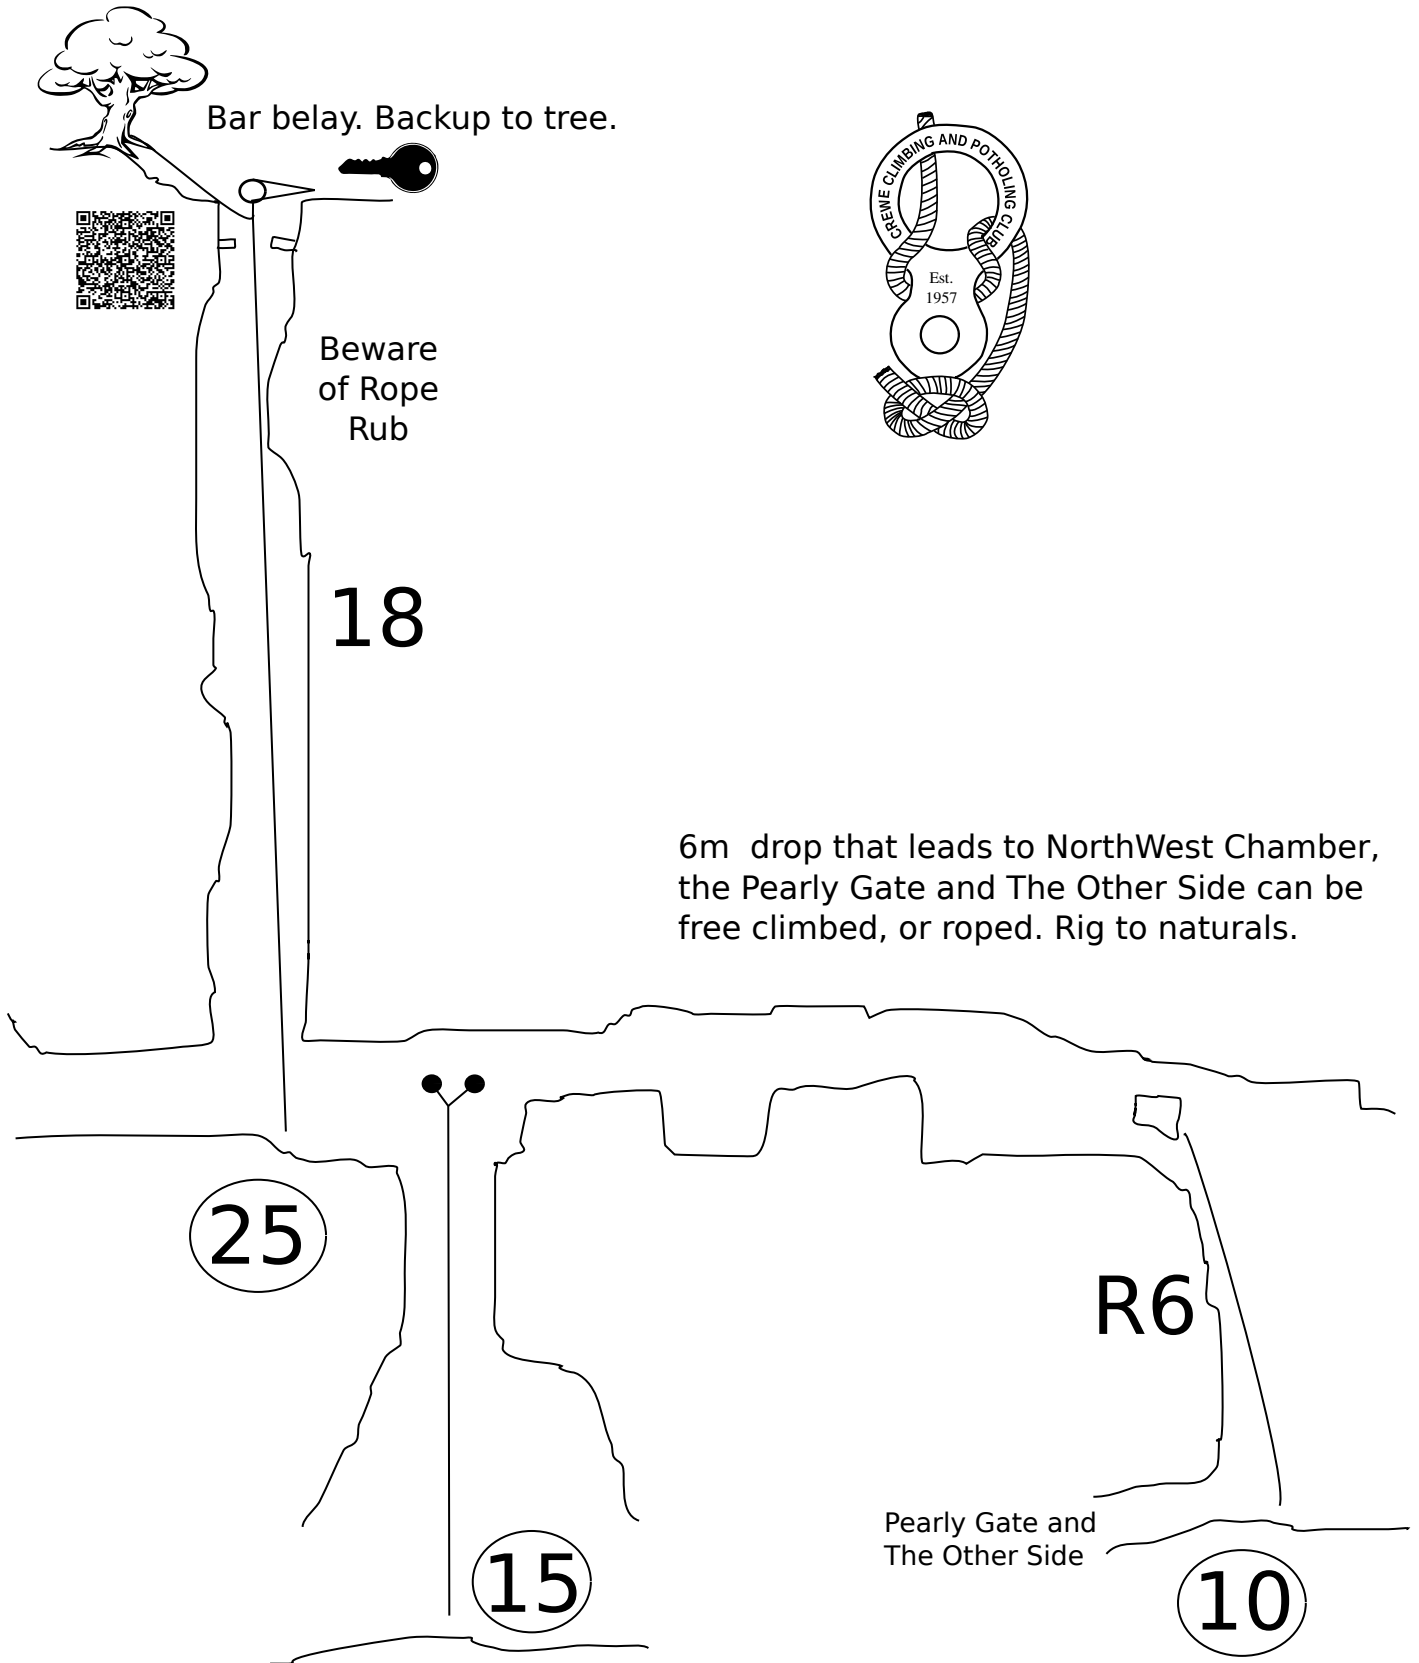 Bar belay. Backup to tree.
CREWE CLIMBING AND POTHOLING CLUB
Est.
1957
Beware
of Rope
Rub
18
6m drop that leads to NorthWest Chamber,
the Pearly Gate and The Other Side can be
free climbed, or roped. Rig to naturals.
25
R6
Pearly Gate and
The Other Side
15
10